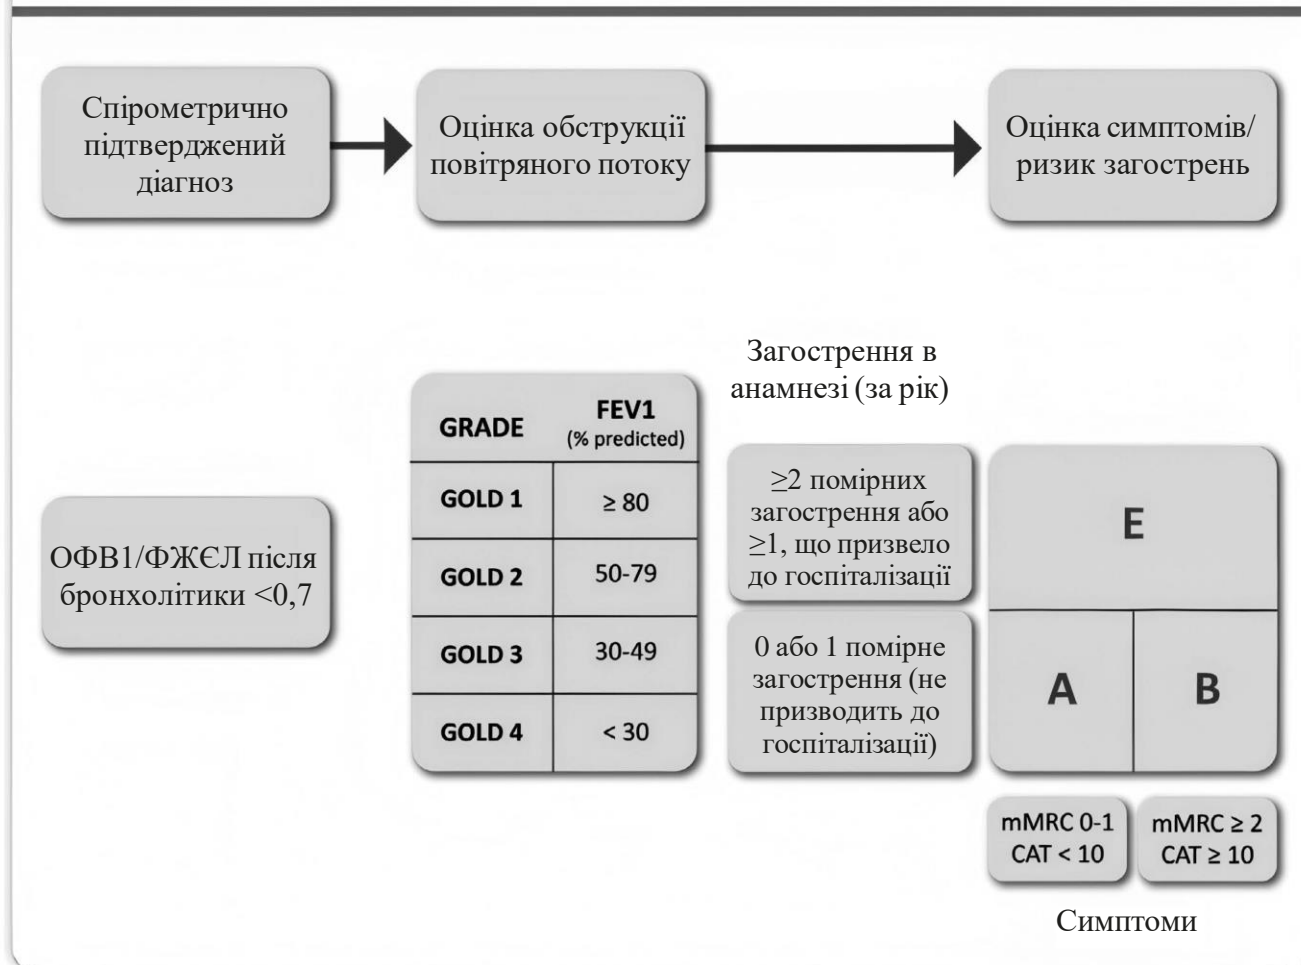 Спірометрично
підтверджений
діагноз
Оцінка обструкції
повітряного потоку
Оцінка симптомів/
ризик загострень
Загострення в
анамнезі (за рік)
ОФВ1/ФЖЄЛ після
бронхолітики <0,7
GRADE
FEV1
(% predicted)
GOLD 1
≥ 80
GOLD 2
50-79
GOLD 3
30-49
GOLD 4
< 30
≥2 помірних
загострення або
≥1, що призвело
до госпіталізації
0 або 1 помірне
загострення (не
призводить до
госпіталізації)
E
A
B
mMRC 0-1
CAT < 10
mMRC ≥ 2
CAT ≥ 10
Симптоми